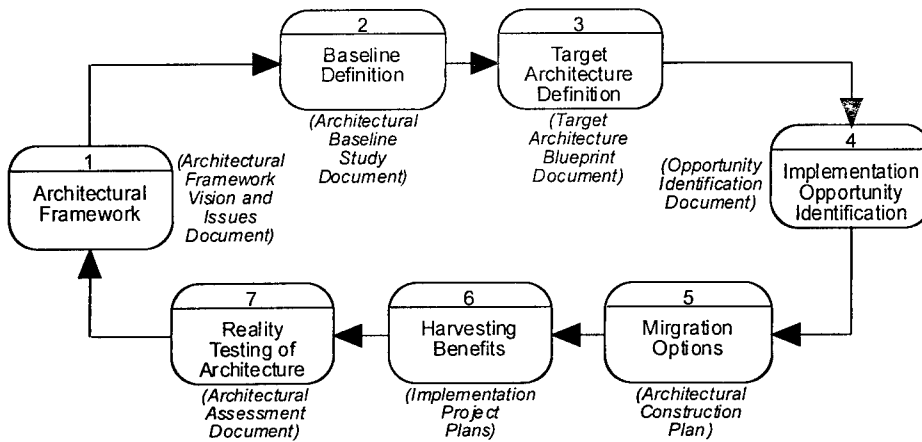 2
Baseline
Definition
(Architectural
Baseline
Study
Document)
3
Target
Architecture
Definition
(Target
Architecture
Blueprint
Document)
1
Architectural
Framework
(Architectural
Framework
Vision and
Issues
Document)
(Opportunity
Identification
Document)
4
Implementation
Opportunity
Identification
7
Reality
Testing of
Architecture
(Architectural
Assessment
Document)
6
Harvesting
Benefits
(Implementation
Project
Plans)
5
Mirgration
Options
(Architectural
Construction
Plan)